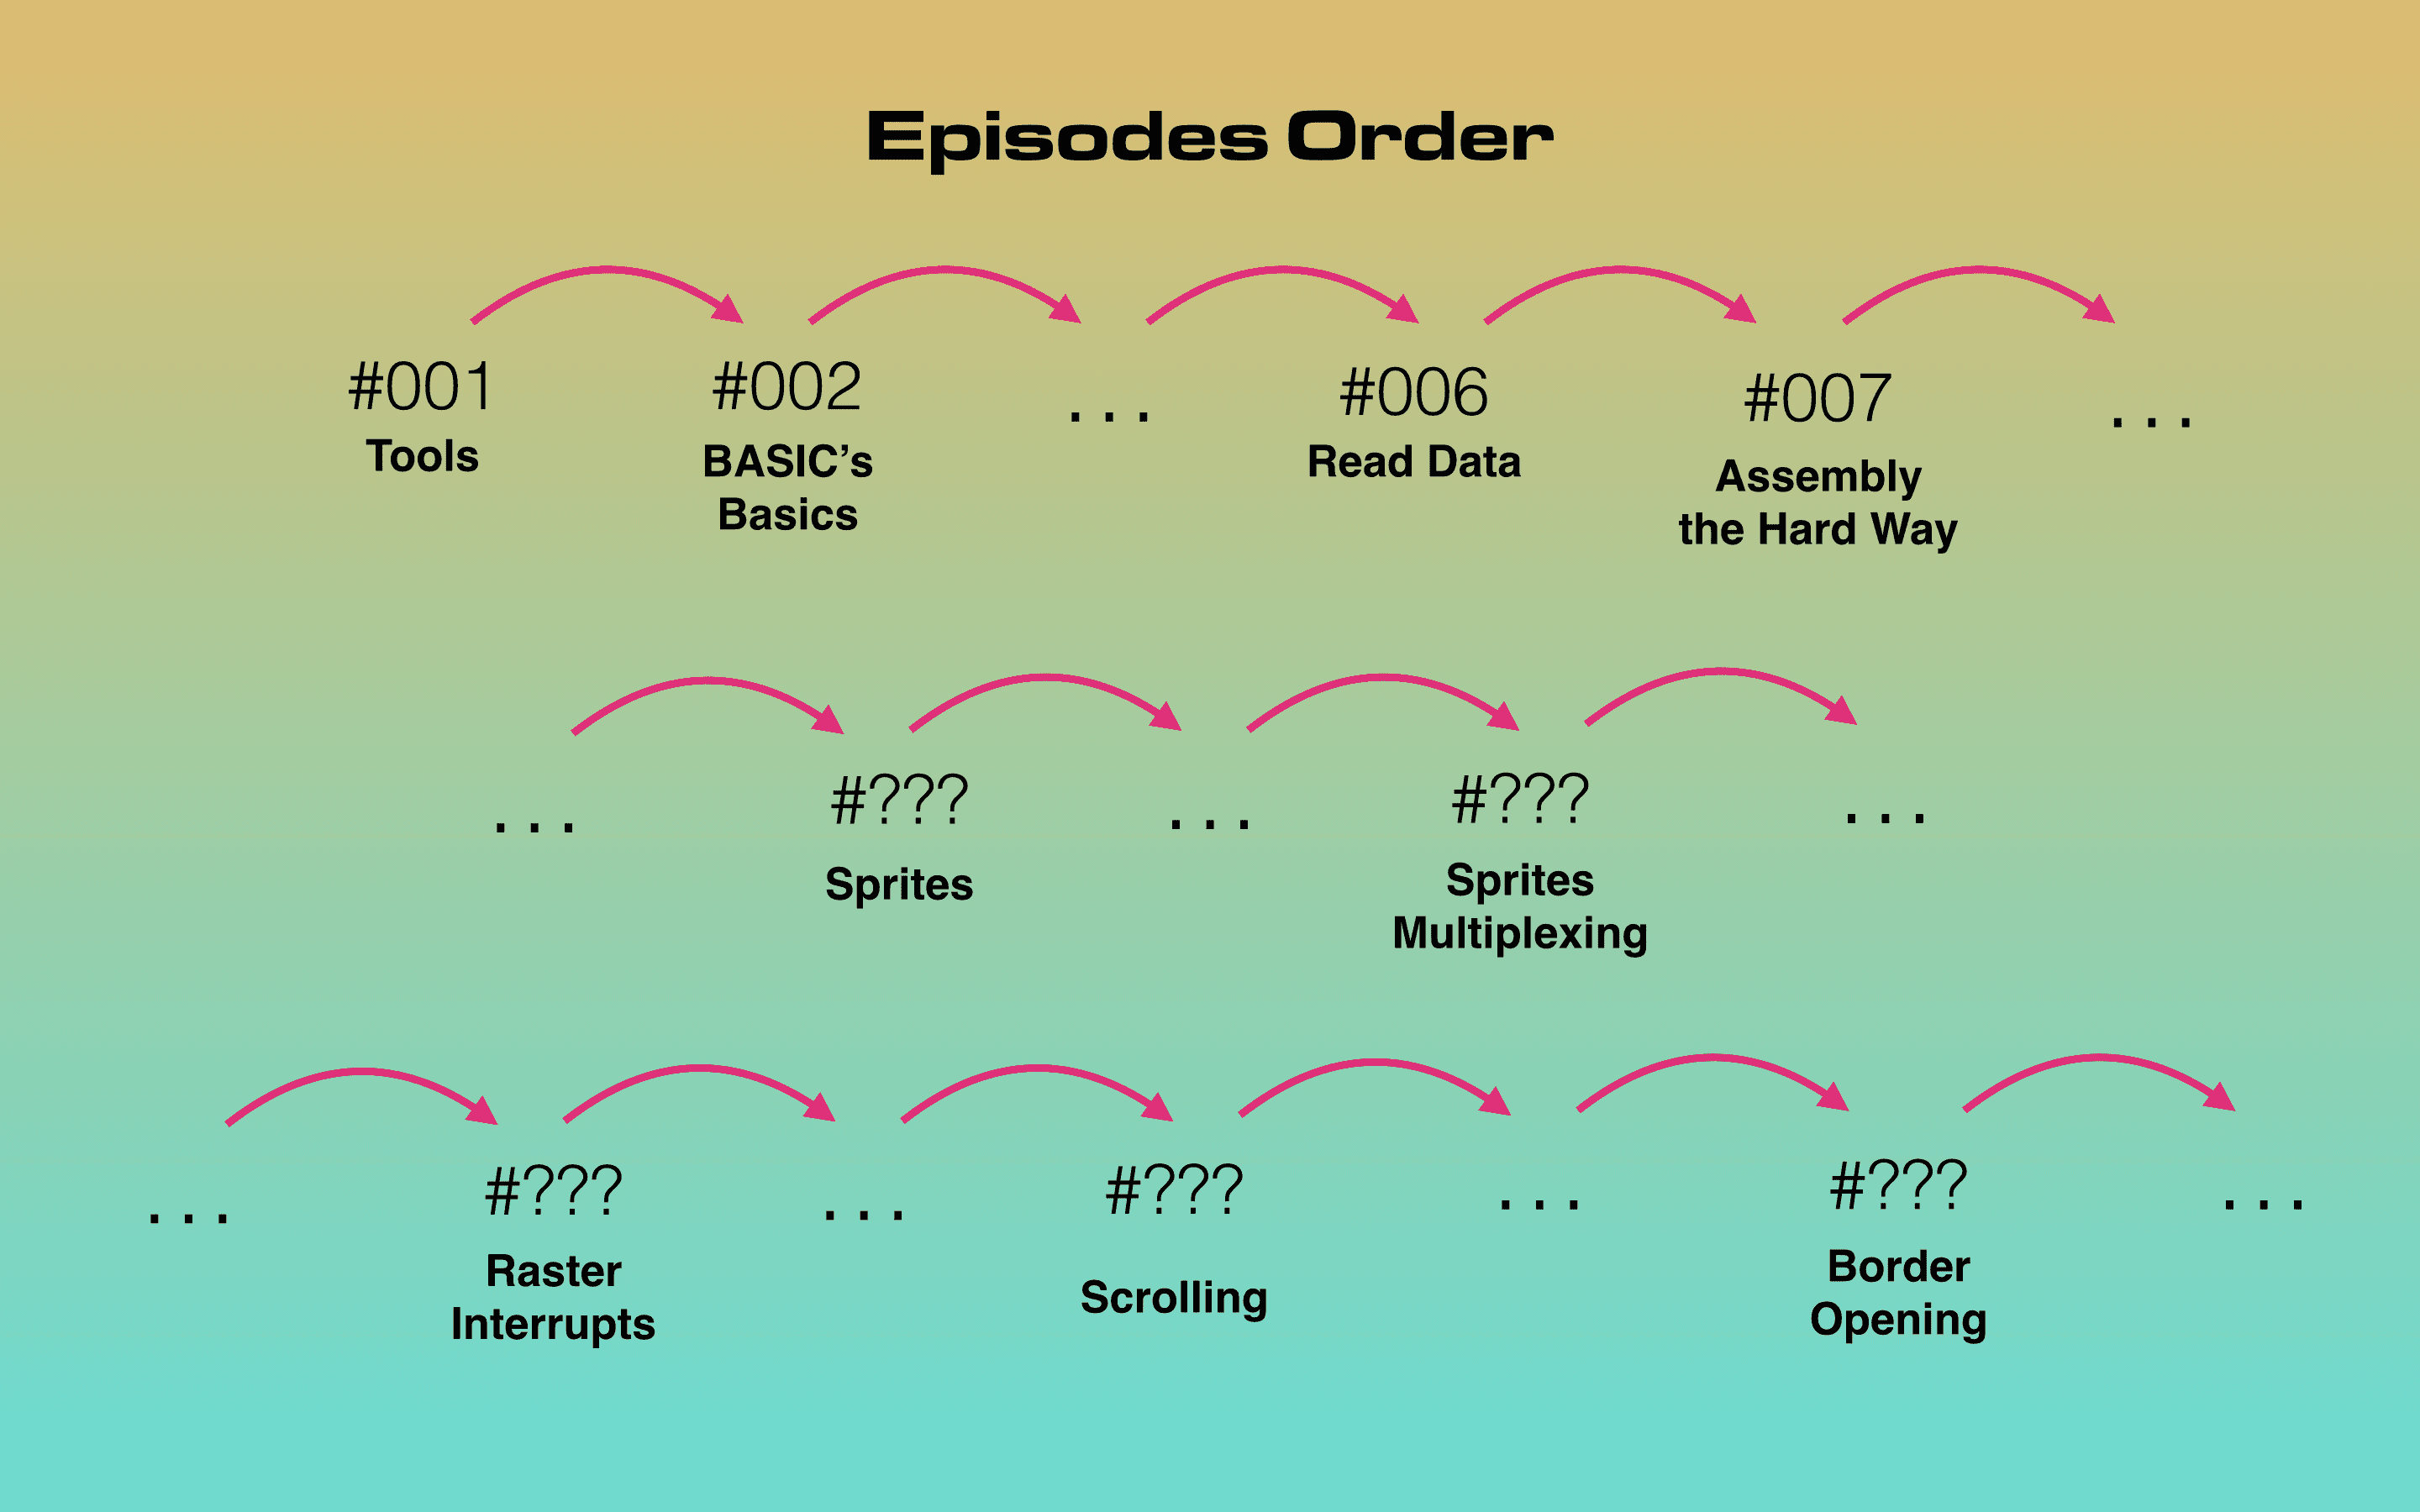 Episodes Order
#001
Tools
#002
BASIC’s
Basics
...
#006
Read Data
#007
Assembly
the Hard Way
...
...
#???
Sprites
...
#???
Sprites
Multiplexing
...
...
#???
Raster
Interrupts
...
#???
Scrolling
...
#???
Border
Opening
...